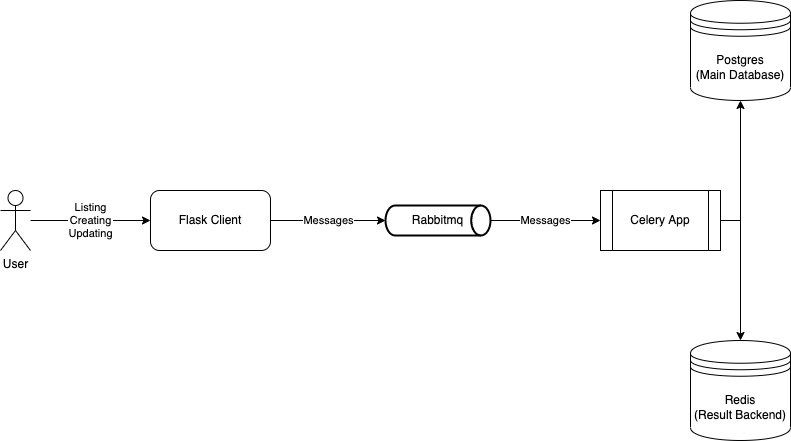 Postgres
(Main Database)
Listing
Creating
Updating
Flask Client
Messages
Rabbitmq
Messages
Celery App
User
Redis
(Result Backend)